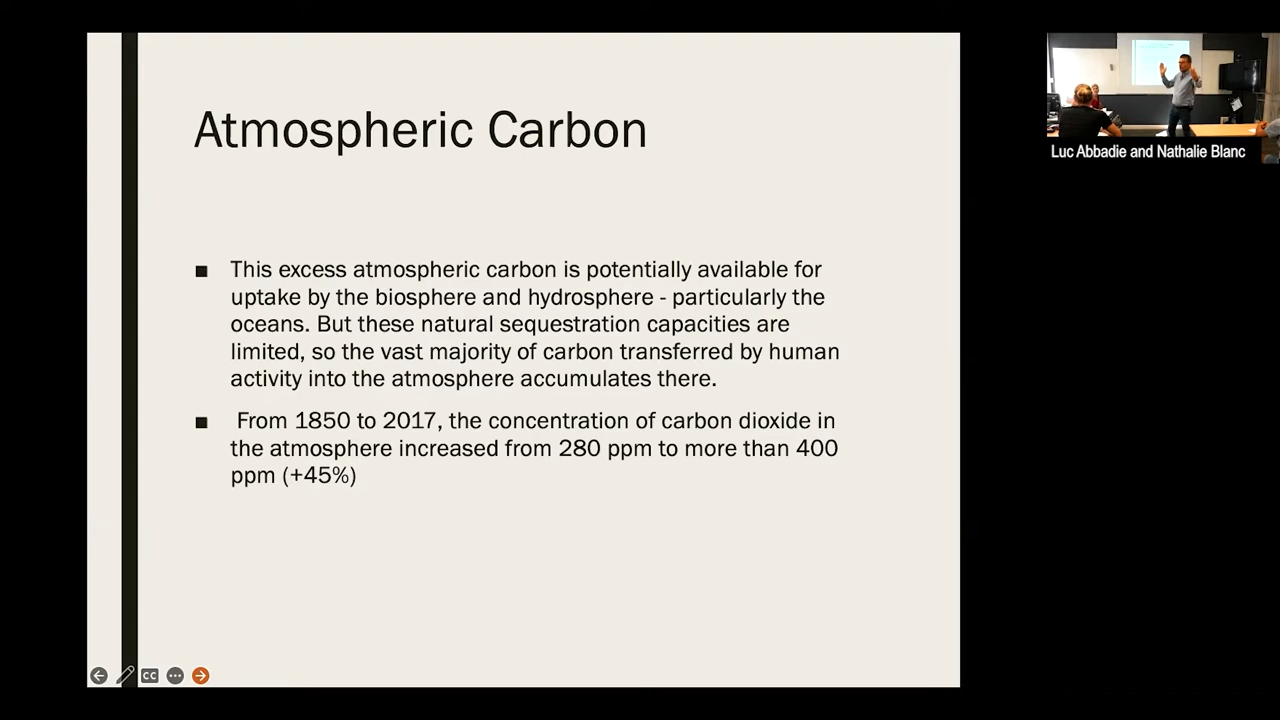 Atmospheric Carbon
This excess atmospheric carbon is potentially available for
uptake by the biosphere and hydrosphere - particularly the
oceans. But these natural sequestration capacities are
limited, so the vast majority of carbon transferred by human
activity into the atmosphere accumulates there.
From 1850 to 2017, the concentration of carbon dioxide in
the atmosphere increased from 280 ppm to more than 400
ppm (+45%)
CC
Luc Abbadie and Nathalie Blanc